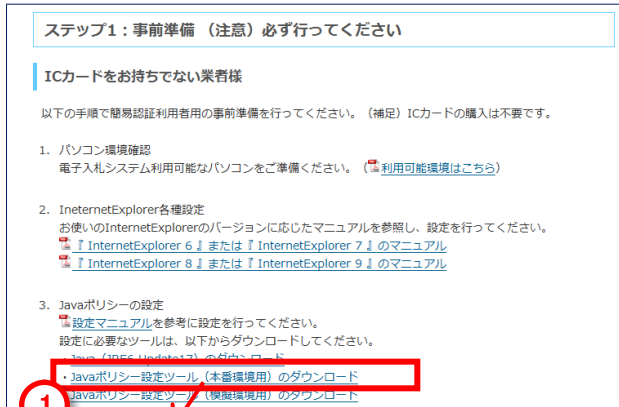 ステップ1：事前準備 （注意）必ず行ってください
ICカードをお持ちでない業者様
以下の手順で簡易認証利用者用の事前準備を行ってください。（補足）ICカードの購入は不要です。
1. パソコン環境確認
電子入札システム利用可能なパソコンをご準備ください。（利用可能環境はこちら）
2. IneternetExplorer各種設定
お使いのInternetExplorerのバージョンに応じたマニュアルを参照し、設定を行ってください。
『 InternetExplorer 6 』または『 InternetExplorer 7 』のマニュアル
『 InternetExplorer 8 』または『 InternetExplorer 9 』のマニュアル
3. Javaポリシーの設定
設定マニュアルを参考に設定を行ってください。
設定に必要なツールは、以下からダウンロードしてください。
・Java（JRE6 Update17）のダウンロード
・Javaポリシー設定ツール（本番環境用）のダウンロード
Javaポリシー設定ツール（模擬環境用）のダウンロード
1